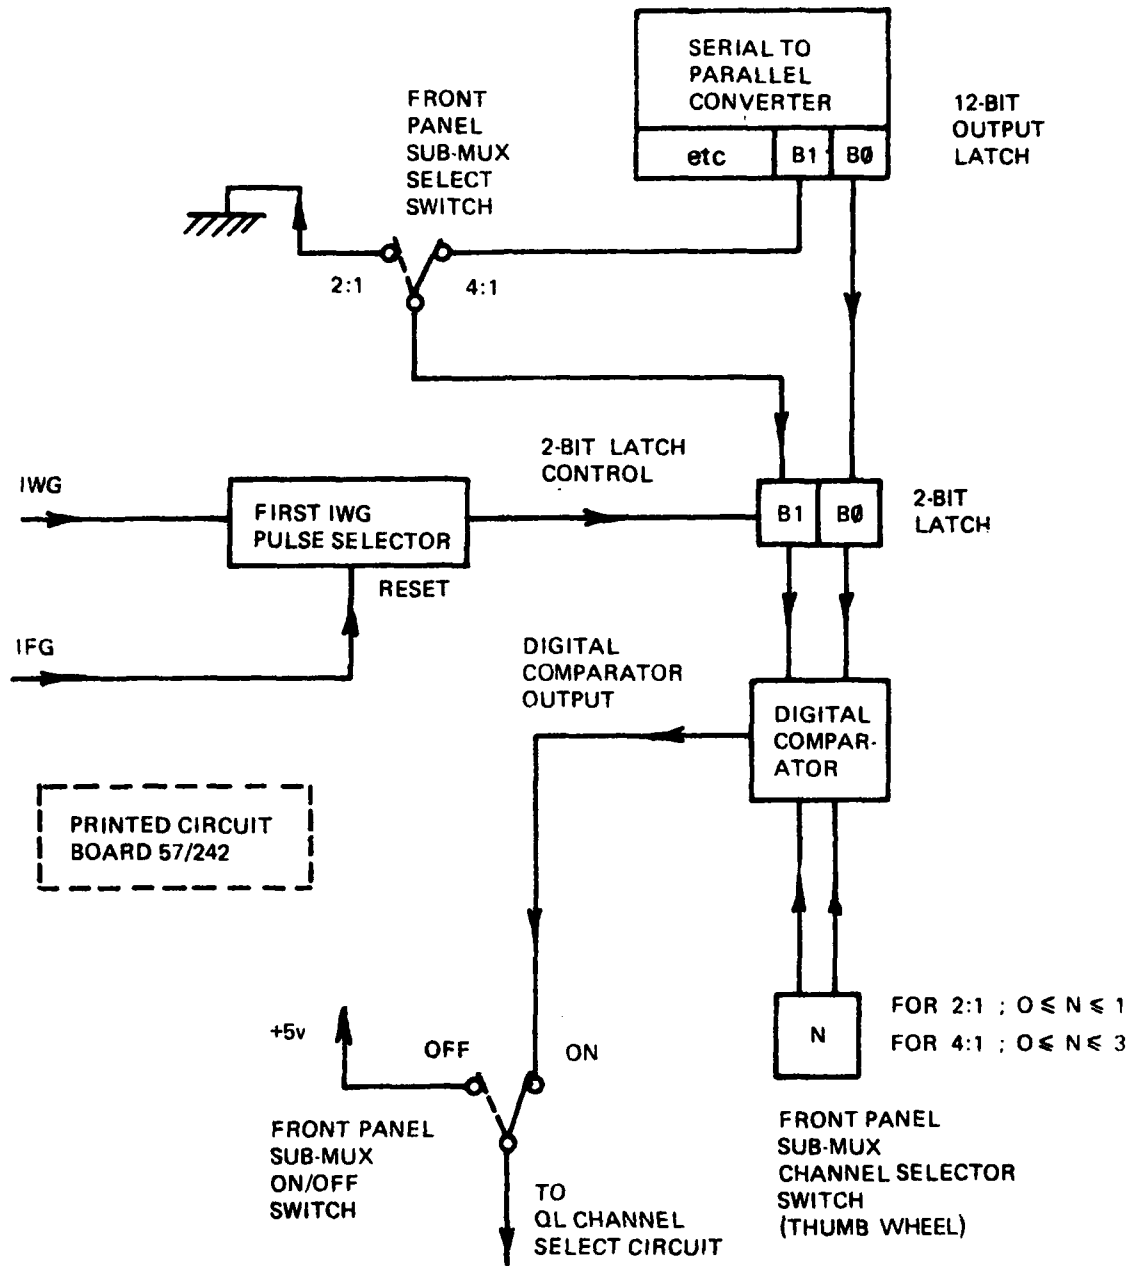 SERIAL TO
PARALLEL
CONVERTER
etc
B1
BØ
12-BIT
OUTPUT
LATCH
FRONT
PANEL
SUB-MUX
SELECT
SWITCH
2:1
4:1
2-BIT LATCH
CONTROL
IWG
FIRST IWG
PULSE SELECTOR
B1
BØ
2-BIT
LATCH
RESET
IFG
DIGITAL
COMPARATOR
OUTPUT
DIGITAL
COMPAR-
ATOR
PRINTED CIRCUIT
BOARD 57/242
N
FOR 2:1 ; O ⩽ N ⩽ 1
FOR 4:1 ; O ⩽ N ⩽ 3
+5v
OFF
ON
FRONT PANEL
SUB-MUX
ON/OFF
SWITCH
FRONT PANEL
SUB-MUX
CHANNEL SELECTOR
SWITCH
(THUMB WHEEL)
TO
QL CHANNEL
SELECT CIRCUIT